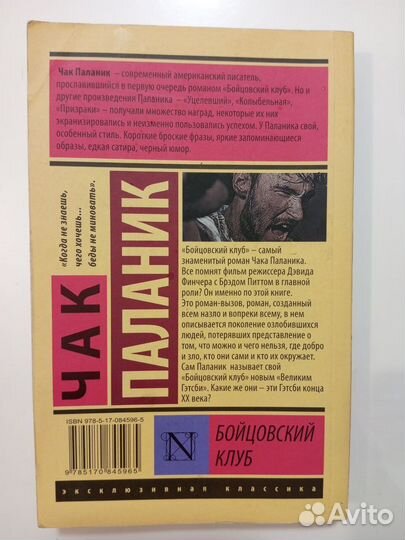 Чак Паланик – современный американский писатель,
прославившийся в первую очередь романом «Бойцовский клуб». Но и
другие произведения Паланика – «Уцелевший», «Колыбельная»,
«Призраки» – получили множество наград, некоторые их них
экранизировались и неизменно пользовались успехом. У Паланика свой,
особенный стиль. Короткие броские фразы, яркие запоминающиеся
образы, едкая сатира, черный юмор.
«Когда не знаешь,
чего хочешь...
беды не миновать».
ЧАК
ПАЛАНИК
«Бойцовский клуб» – самый
знаменитый роман Чака Паланика.
Все помнят фильм режиссера Дэвида
Финчера с Брэдом Питтом в главной
роли? Он именно по этой книге.
Это роман-вызов, роман, созданный
всем назло и вопреки всему, в нем
описывается поколение озлобившихся
людей, потерявших представление о
том, что можно и чего нельзя, где добро
и зло, кто они сами и кто их окружает.
Сам Паланик называет свой
«Бойцовский клуб» новым «Великим
Гэтсби». Какие же они – эти Гэтсби конца
XX века?
ISBN 978-5-17-084596-5
9 785170 845965
N
БОЙЦОВСКИЙ
КЛУБ
эксклюзивная классика
Avito